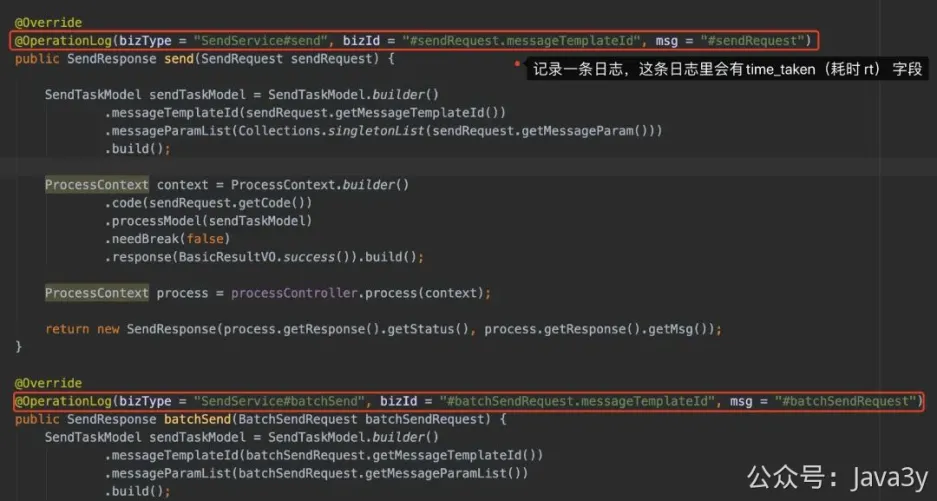 @Override
@OperationLog(bizType = "SendService#send", bizId = "#sendRequest.messageTemplateId", msg = "#sendRequest")
public SendResponse send(SendRequest sendRequest) {
记录一条日志，这条日志里会有time_taken（耗时 rt） 字段
SendTaskModel sendTaskModel = SendTaskModel.builder()
.messageTemplateId(sendRequest.getMessageTemplateId())
.messageParamList(Collections.singletonList(sendRequest.getMessageParam()))
.build();
ProcessContext context = ProcessContext.builder()
.code(sendRequest.getCode())
.processModel(sendTaskModel)
.needBreak(false)
.response(BasicResultVO.success()).build();
ProcessContext process = processController.process(context);
return new SendResponse(process.getResponse().getStatus(), process.getResponse().getMsg());
}
@Override
@OperationLog(bizType = "SendService#batchSend", bizId = "#batchSendRequest.messageTemplateId", msg = "#batchSendRequest")
public SendResponse batchSend(BatchSendRequest batchSendRequest) {
SendTaskModel sendTaskModel = SendTaskModel.builder()
.messageTemplateId(batchSendRequest.getMessageTemplateId())
.messageParamList(batchSendRequest.getMessageParamList())
.build();
公众号：Java3y